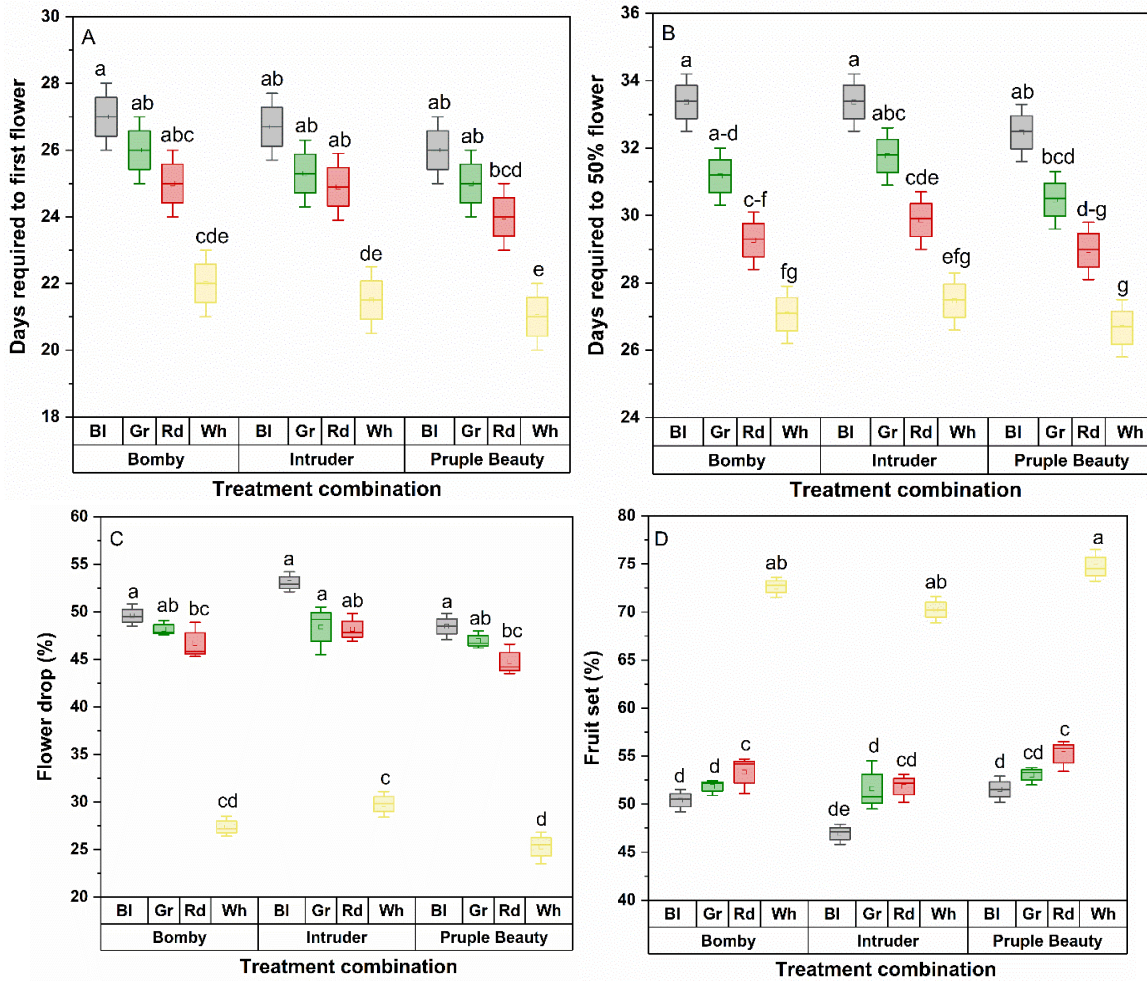 A
Days required to first flower
30
28
26
24
22
20
18
a ab abc cde ab ab ab de ab ab bcd e
Bl Gr Rd Wh Bl Gr Rd Wh Bl Gr Rd Wh
Bomby Intruder Pruple Beauty
Treatment combination
B
Days required to 50% flower
36
34
32
30
28
26
24
a a-d c-f fg a abc cde efg ab bcd d-g g
Bl Gr Rd Wh Bl Gr Rd Wh Bl Gr Rd Wh
Bomby Intruder Pruple Beauty
Treatment combination
C
Flower drop (%)
60
55
50
45
40
35
30
25
20
a ab bc cd a a ab c a ab bc d
Bl Gr Rd Wh Bl Gr Rd Wh Bl Gr Rd Wh
Bomby Intruder Pruple Beauty
Treatment combination
D
Fruit set (%)
80
75
70
65
60
55
50
45
40
d d c ab de d cd ab d cd c a
Bl Gr Rd Wh Bl Gr Rd Wh Bl Gr Rd Wh
Bomby Intruder Pruple Beauty
Treatment combination